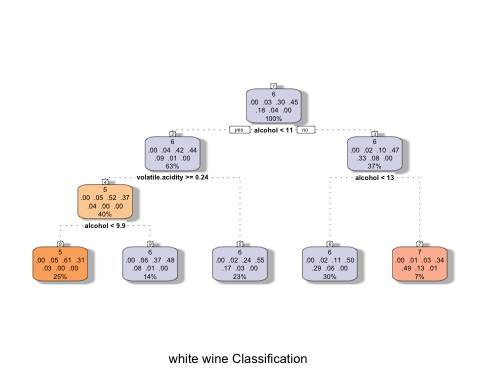 1
6
.00 .03 .30 .45
.18 .04 .00
100%
yes alcohol < 11 no
2
6
.00 .04 .42 .44
.09 .01 .00
63%
3
6
.00 .02 .10 .47
.33 .08 .00
37%
volatile.acidity >= 0.24
alcohol < 13
4
5
.00 .05 .52 .37
.04 .00 .00
40%
alcohol < 9.9
5
.00 .05 .61 .31
.03 .00 .00
25%
6
.00 .06 .37 .48
.08 .01 .00
14%
6
.00 .02 .24 .55
.17 .03 .00
23%
6
.00 .02 .11 .50
.29 .06 .00
30%
7
.00 .01 .03 .34
.49 .13 .01
7%
white wine Classification